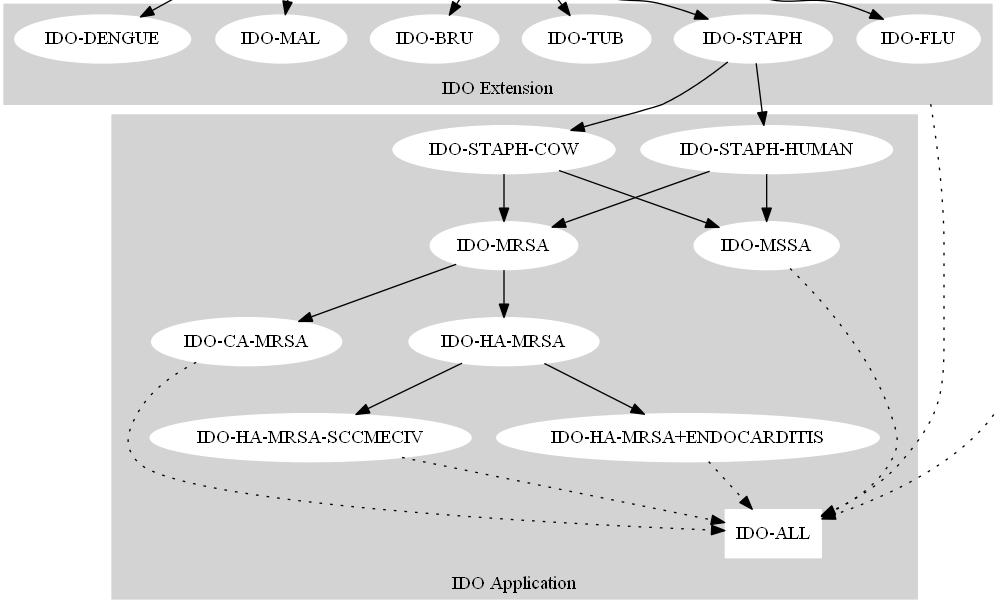 IDO-DENGUE
IDO-MAL
IDO-BRU
IDO-TUB
IDO-STAPH
IDO-FLU
IDO Extension
IDO-STAPH-COW
IDO-STAPH-HUMAN
IDO-MRSA
IDO-MSSA
IDO-CA-MRSA
IDO-HA-MRSA
IDO-HA-MRSA-SCCMECIV
IDO-HA-MRSA+ENDOCARDITIS
IDO-ALL
IDO Application